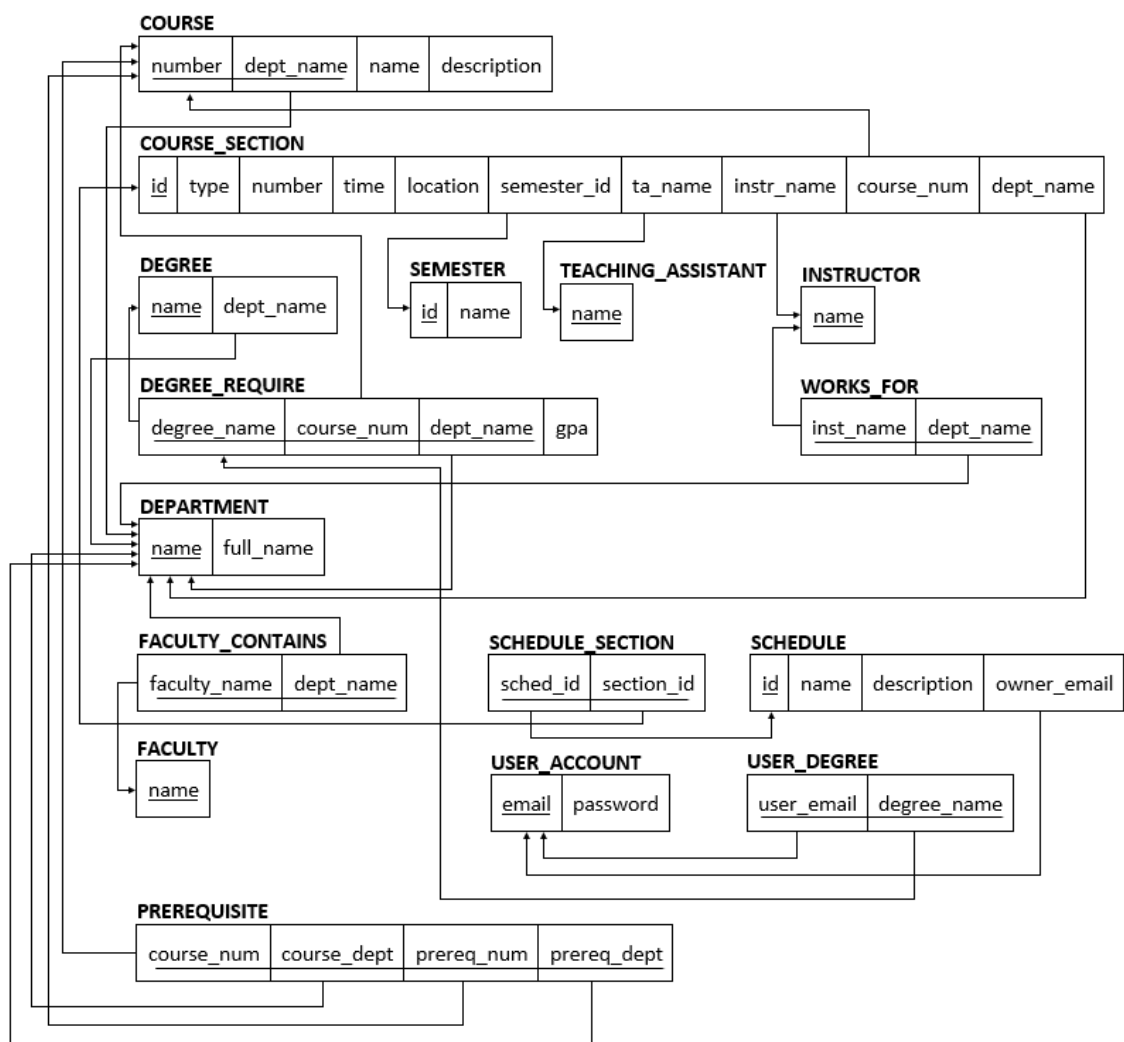 COURSE
number dept_name name description
COURSE_SECTION
id type number time location semester_id ta_name instr_name course_num dept_name
DEGREE SEMESTER TEACHING_ASSISTANT INSTRUCTOR
name dept_name id name name name
DEGREE_REQUIRE WORKS_FOR
degree_name course_num dept_name gpa inst_name dept_name
DEPARTMENT
name full_name
FACULTY_CONTAINS SCHEDULE_SECTION SCHEDULE
faculty_name dept_name sched_id section_id id name description owner_email
FACULTY USER_ACCOUNT USER_DEGREE
name email password user_email degree_name
PREREQUISITE
course_num course_dept prereq_num prereq_dept